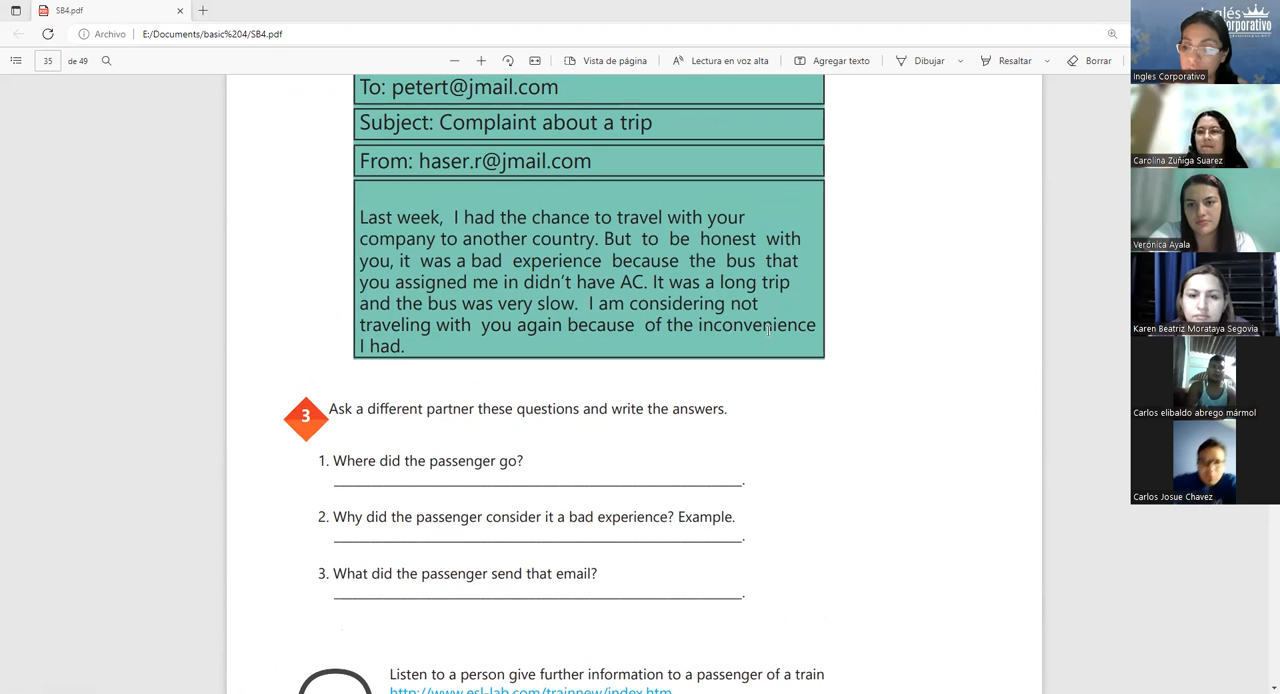 SB4.pdf
Archivo
E:/Documents/basic%204/SB4.pdf
35
de 49
Vista de página
Lectura en voz alta
Agregar texto
Dibujar
Resaltar
Borrar
To: petert@jmail.com
Subject: Complaint about a trip
From: haser.r@jmail.com
Last week, I had the chance to travel with your
company to another country. But to be honest with
you, it was a bad experience because the bus that
you assigned me in didn't have AC. It was a long trip
and the bus was very slow. I am considering not
traveling with you again because of the inconvenience
I had.
3
Ask a different partner these questions and write the answers.
1. Where did the passenger go?
2. Why did the passenger consider it a bad experience? Example.
3. What did the passenger send that email?
Listen to a person give further information to a passenger of a train
http://www.esl-lab.com/trainnew/index.htm
Inglés
Corporativo
Ingles Corporativo
Carolina Zuñiga Suarez
Verónica Ayala
Karen Beatriz Morataya Segovia
Carlos elibaldo abrego mármol
Carlos Josue Chavez